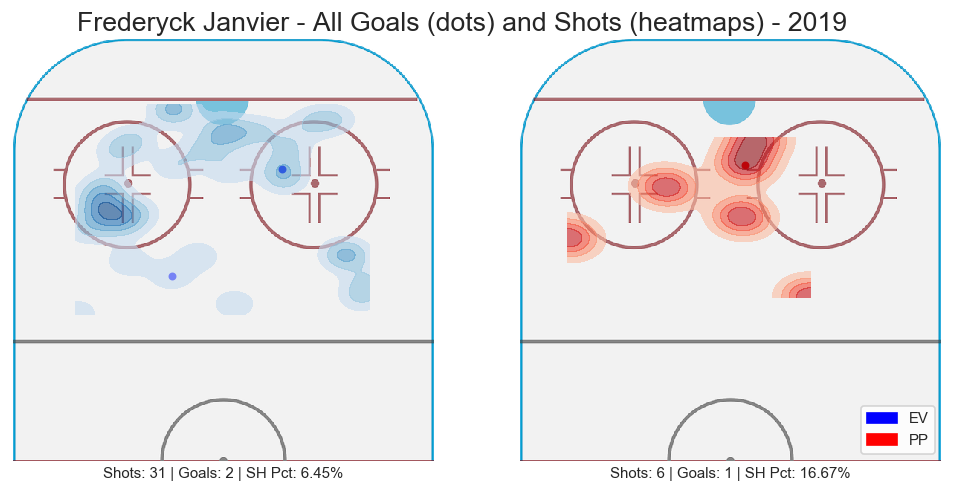 Frederyck Janvier - All Goals (dots) and Shots (heatmaps) - 2019
EV
PP
Shots: 31 | Goals: 2 | SH Pct: 6.45%
Shots: 6 | Goals: 1 | SH Pct: 16.67%